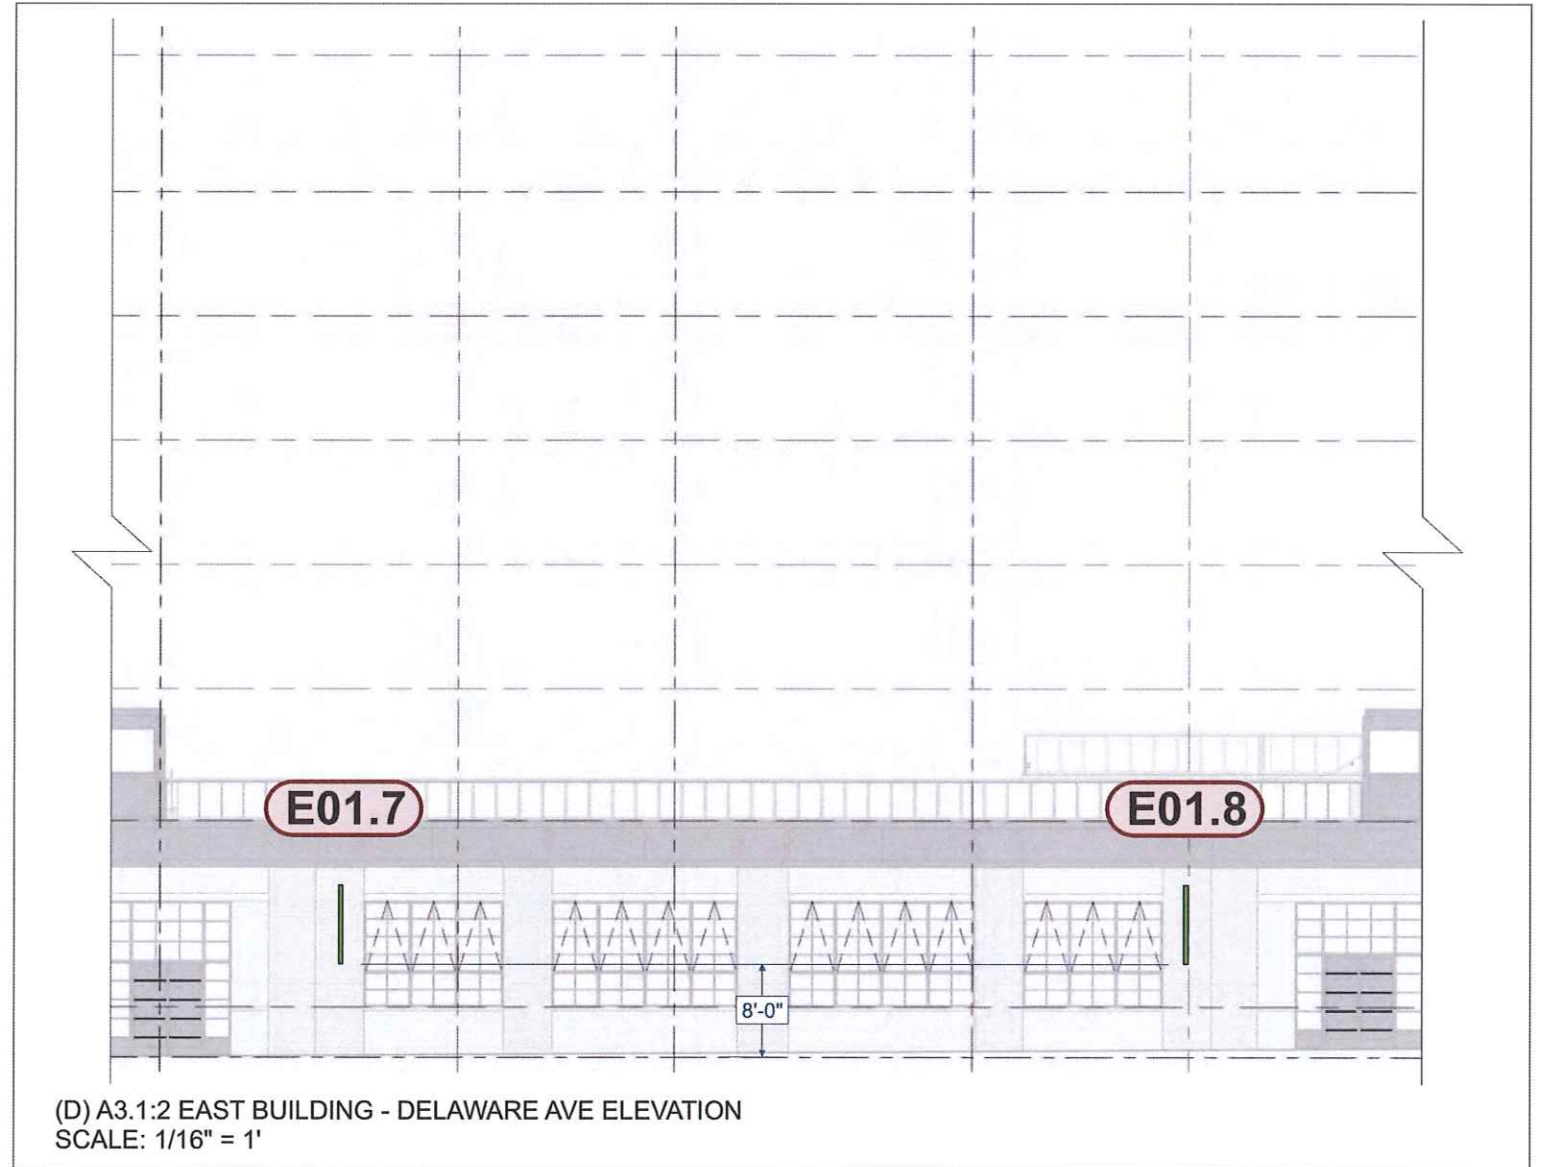 E01.7
E01.8
8'-0"
(D) A3.1:2 EAST BUILDING - DELAWARE AVE ELEVATION
SCALE: 1/16" = 1'